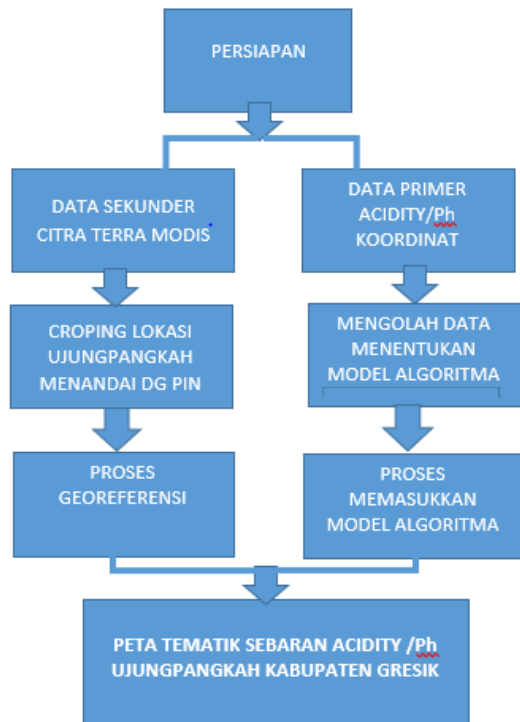 PERSIAPAN
DATA SEKUNDER
CITRA TERRA MODIS
DATA PRIMER
ACIDITY/Ph
KOORDINAT
CROPING LOKASI
UJUNGPANGKAH
MENANDAI DG PIN
MENGOLAH DATA
MENENTUKAN
MODEL ALGORITMA
PROSES
GEOREFERENSI
PROSES
MEMASUKKAN
MODEL ALGORITMA
PETA TEMATIK SEBARAN ACIDITY /Ph
UJUNGPANGKAH KABUPATEN GRESIK